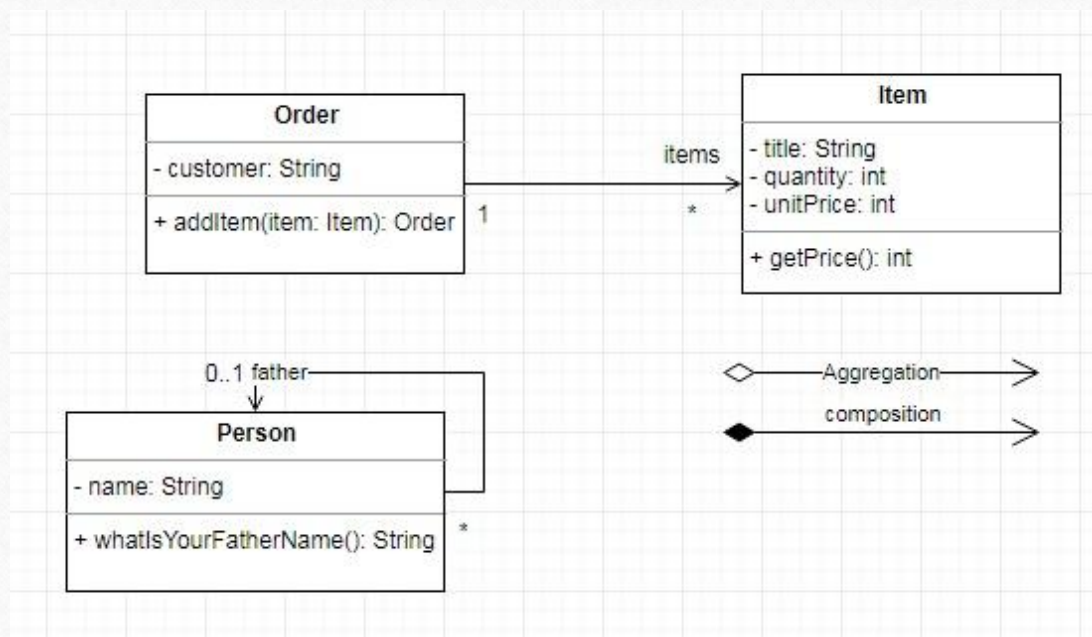 Order
- customer: String
+ addItem(item: Item): Order
1
items
*
Item
- title: String
- quantity: int
- unitPrice: int
+ getPrice(): int
0..1 father
Person
- name: String
+ whatIsYourFatherName(): String
*
Aggregation
composition